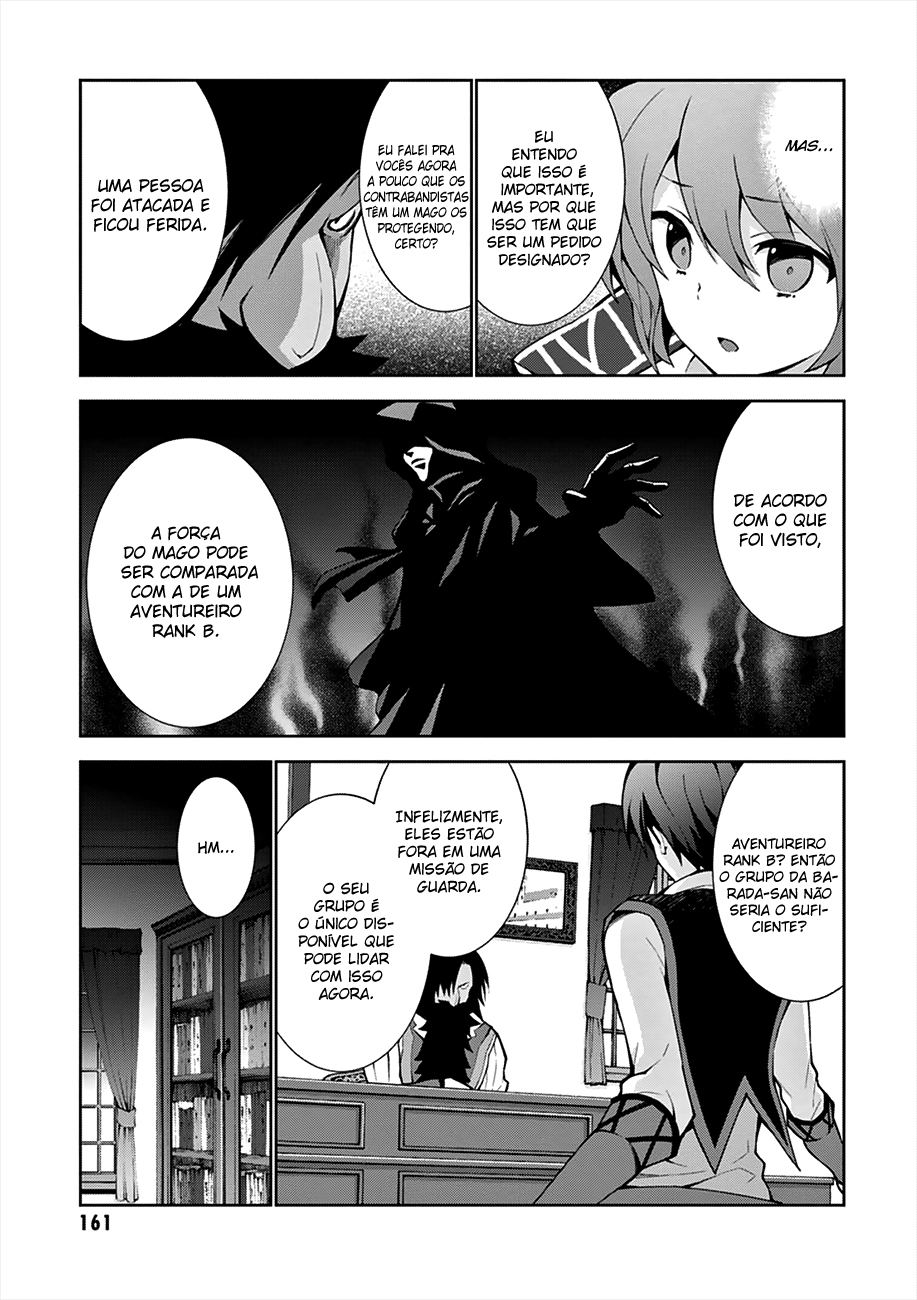 MAS...
EU
ENTENDO
QUE ISSO É
IMPORTANTE,
MAS POR QUE
ISSO TEM QUE
SER UM PEDIDO
DESIGNADO?
EU FALEI PRA
VOCÊS AGORA
A POUCO QUE OS
CONTRABANDISTAS
TÊM UM MAGO OS
PROTEGENDO,
CERTO?
UMA PESSOA
FOI ATACADA E
FICOU FERIDA.
DE ACORDO
COM O QUE
FOI VISTO,
A FORÇA
DO MAGO PODE
SER COMPARADA
COM A DE UM
AVENTUREIRO
RANK B.
AVENTUREIRO
RANK B? ENTÃO
O GRUPO DA BA-
RADA-SAN NÃO
SERIA O SUFI-
CIENTE?
INFELIZMENTE,
ELES ESTÃO
FORA EM UMA
MISSÃO DE
GUARDA.
O SEU
GRUPO É
O ÚNICO DIS-
PONÍVEL QUE
PODE LIDAR
COM ISSO
AGORA.
HM...
161